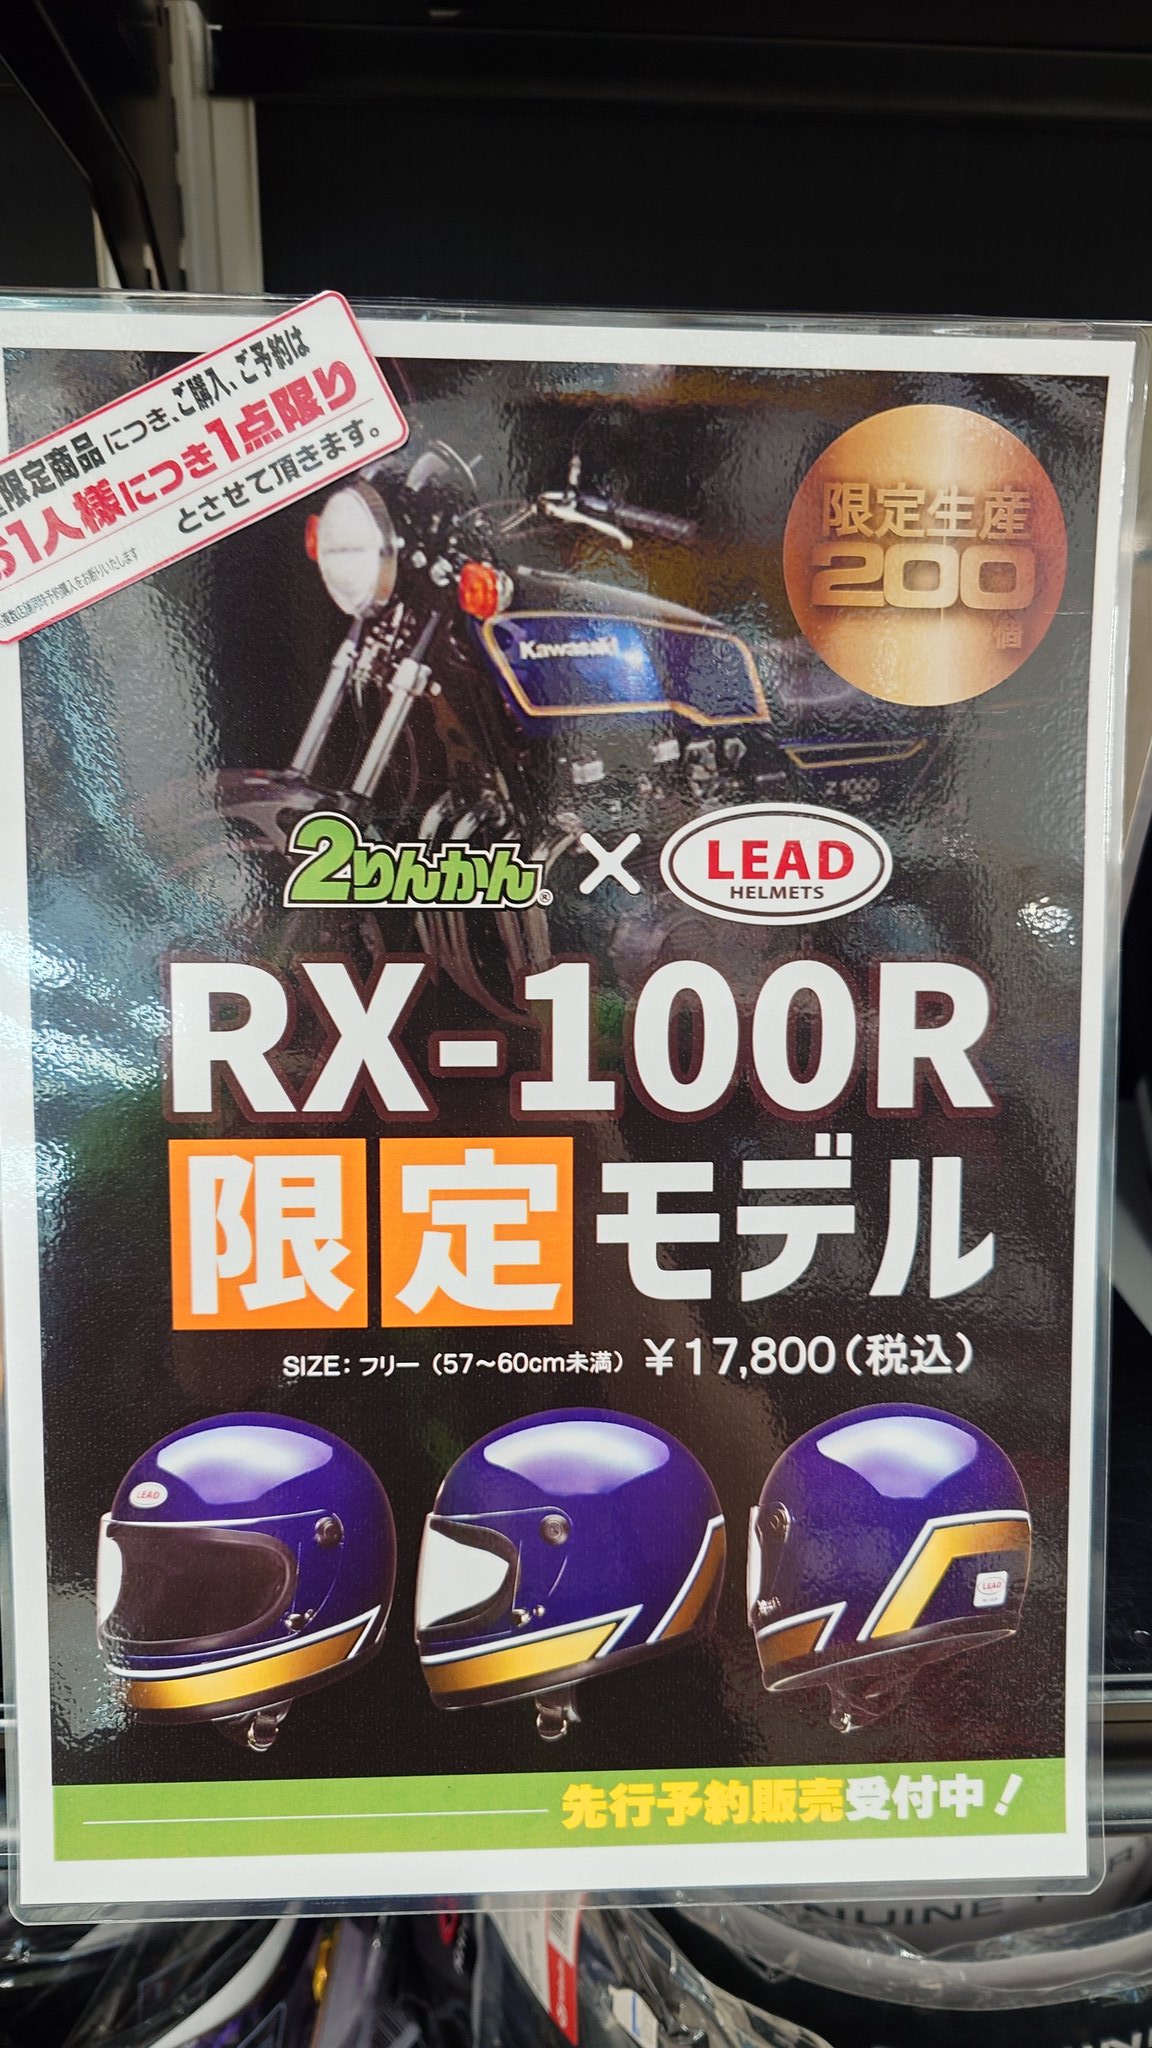 限定商品につき、ご購入、ご予約は
1人様につき1点限り
とさせて頂きます。
限定生産
200
個
Kawasaki
Z1000
2りんかん® × LEAD
HELMETS
RX-100R
限定モデル
SIZE: フリー（57～60cm未満）￥17,800（税込）
LEAD
LEAD
先行予約販売受付中！
NUINE